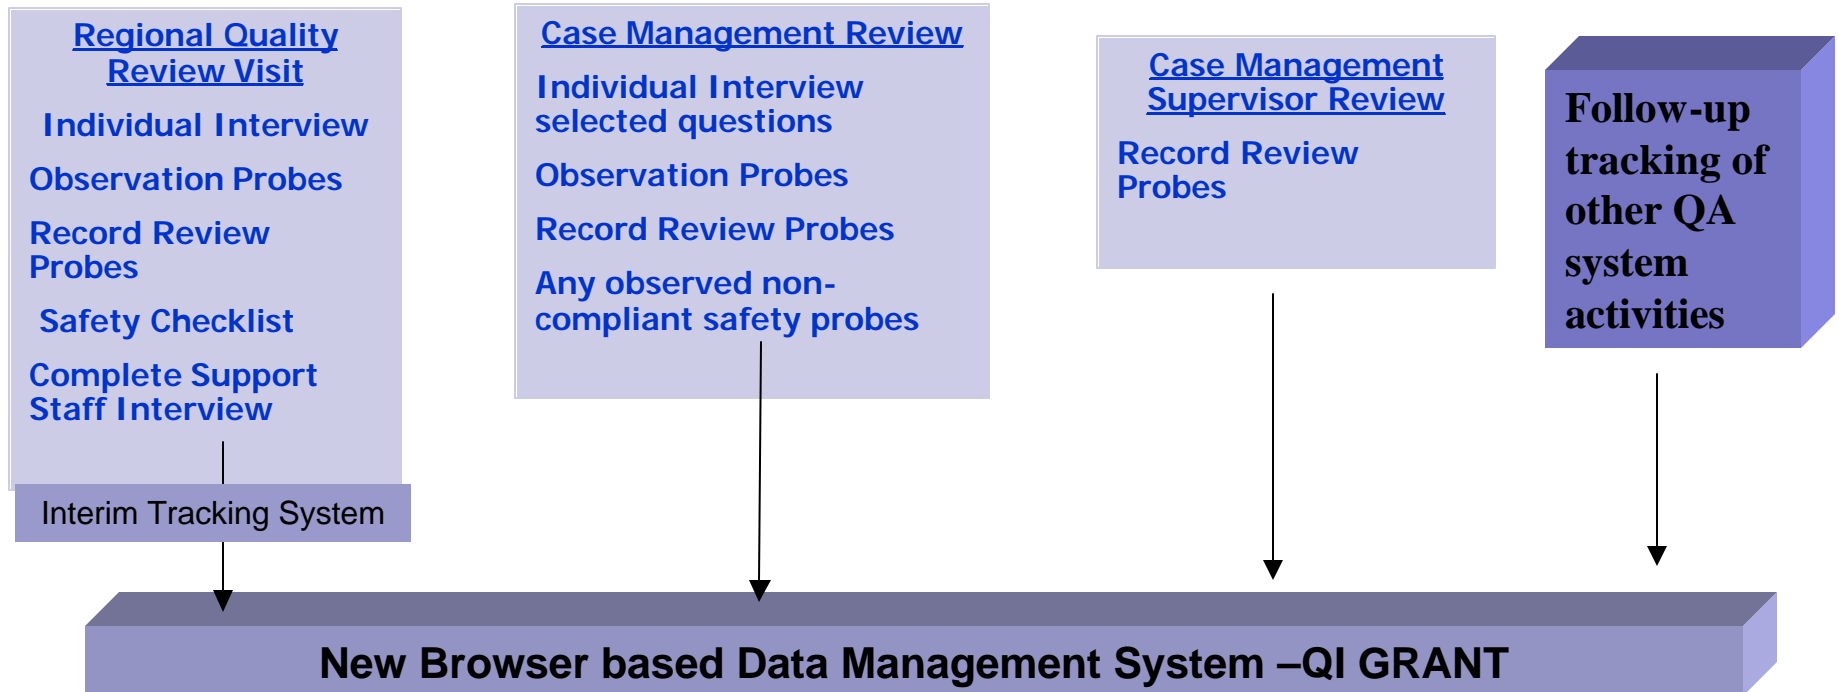 Regional Quality
Review Visit
Individual Interview
Observation Probes
Record Review
Probes
Safety Checklist
Complete Support
Staff Interview
Interim Tracking System
Case Management Review
Individual Interview
selected questions
Observation Probes
Record Review Probes
Any observed non-
compliant safety probes
Case Management
Supervisor Review
Record Review
Probes
Follow-up
tracking of
other QA
system
activities
New Browser based Data Management System –QI GRANT